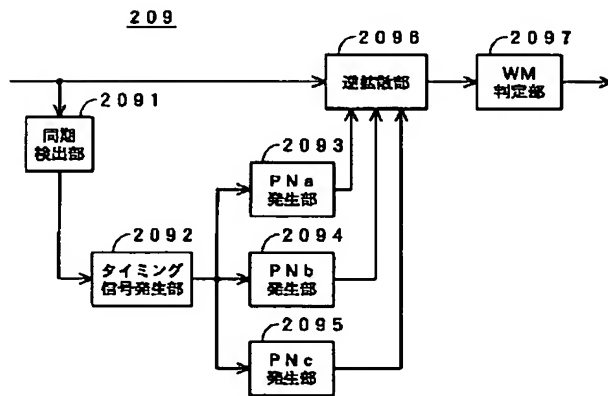 209
2096
2097
逆拡散部
WM
判定部
2091
同期
検出部
2093
PNa
発生部
2092
タイミング
信号発生部
2094
PNb
発生部
2095
PNc
発生部